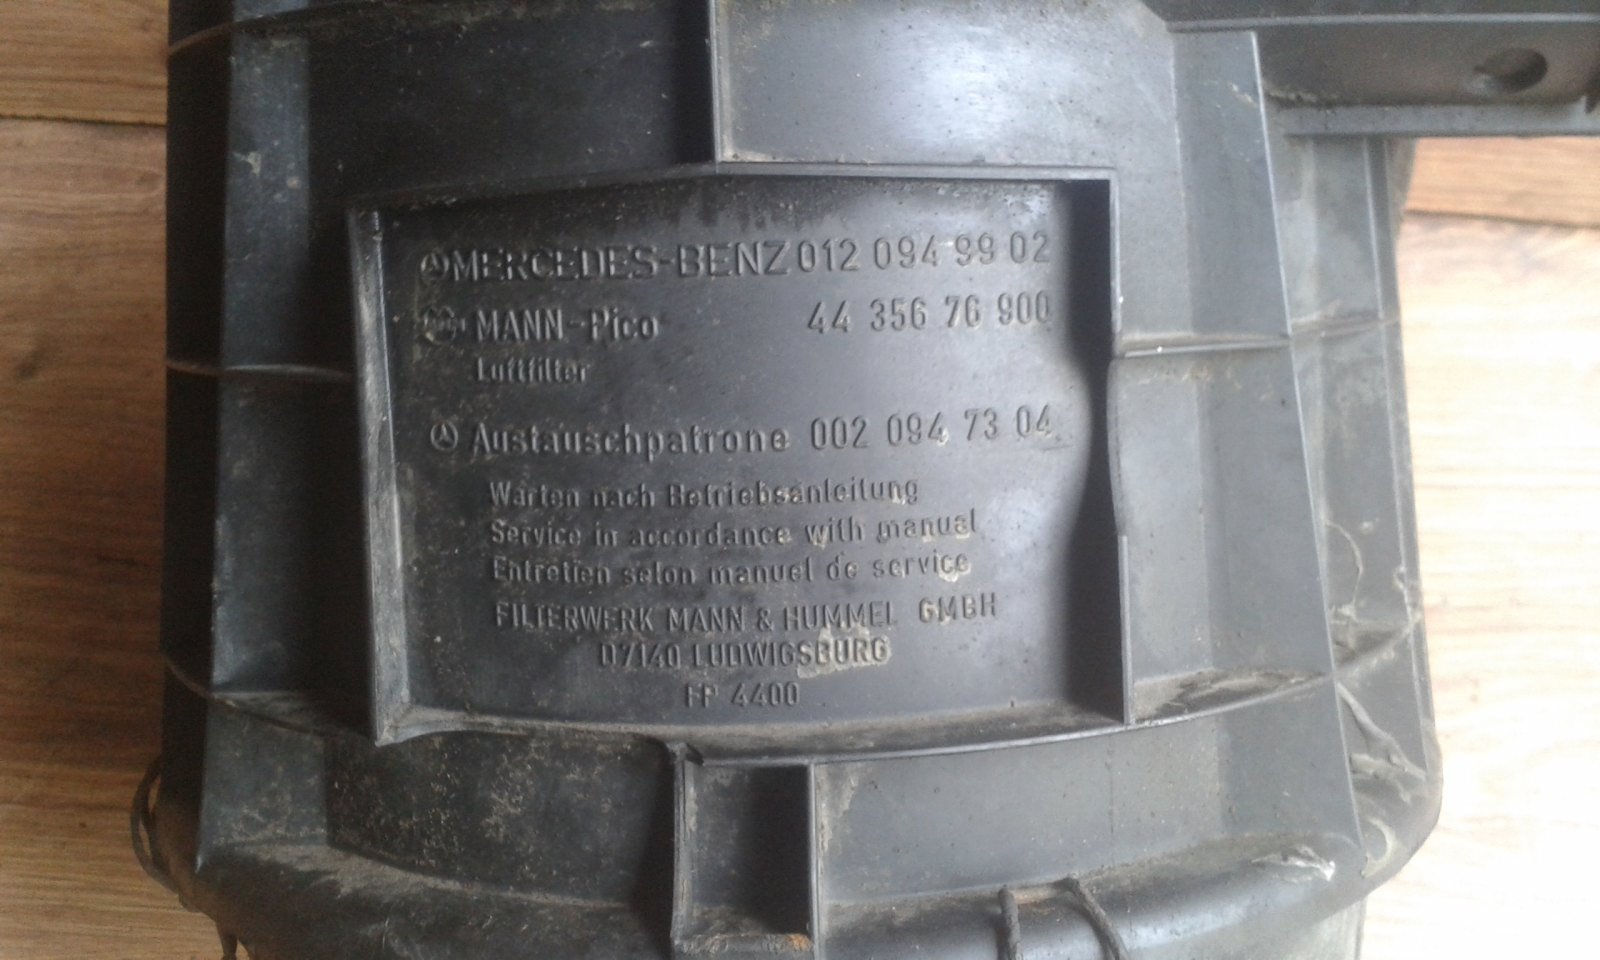 MERCEDES-BENZ 012 094 99 02
MANN-Pico 44 356 76 900
Luftfilter
Austauschpatrone 002 094 73 04
Warten nach Betriebsanleitung
Service in accordance with manual
Entretien selon manuel de service
FILTERWERK MANN & HUMMEL GMBH
D7140 LUDWIGSBURG
FP 4400